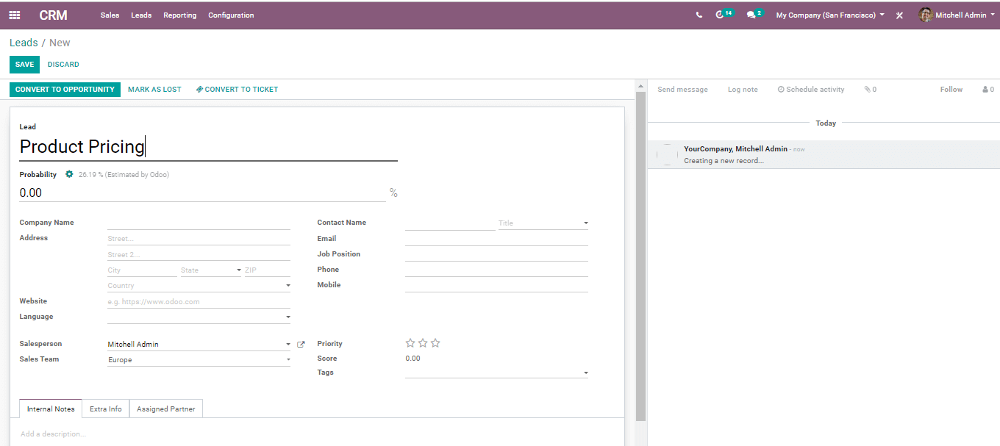 CRM Sales Leads Reporting Configuration 14 2 My Company (San Francisco) Mitchell Admin
Leads / New
SAVE DISCARD
CONVERT TO OPPORTUNITY MARK AS LOST CONVERT TO TICKET
Send message Log note Schedule activity 0 Follow 0
Lead
Product Pricing
Probability 26.19 % (Estimated by Odoo)
0.00 %
Company Name
Address Street...
Street 2...
City State ZIP
Country
Website e.g. https://www.odoo.com
Language
Contact Name Title
Email
Job Position
Phone
Mobile
Salesperson Mitchell Admin
Sales Team Europe
Priority
Score 0.00
Tags
Internal Notes Extra Info Assigned Partner
Add a description...
Today
YourCompany, Mitchell Admin - now
Creating a new record...